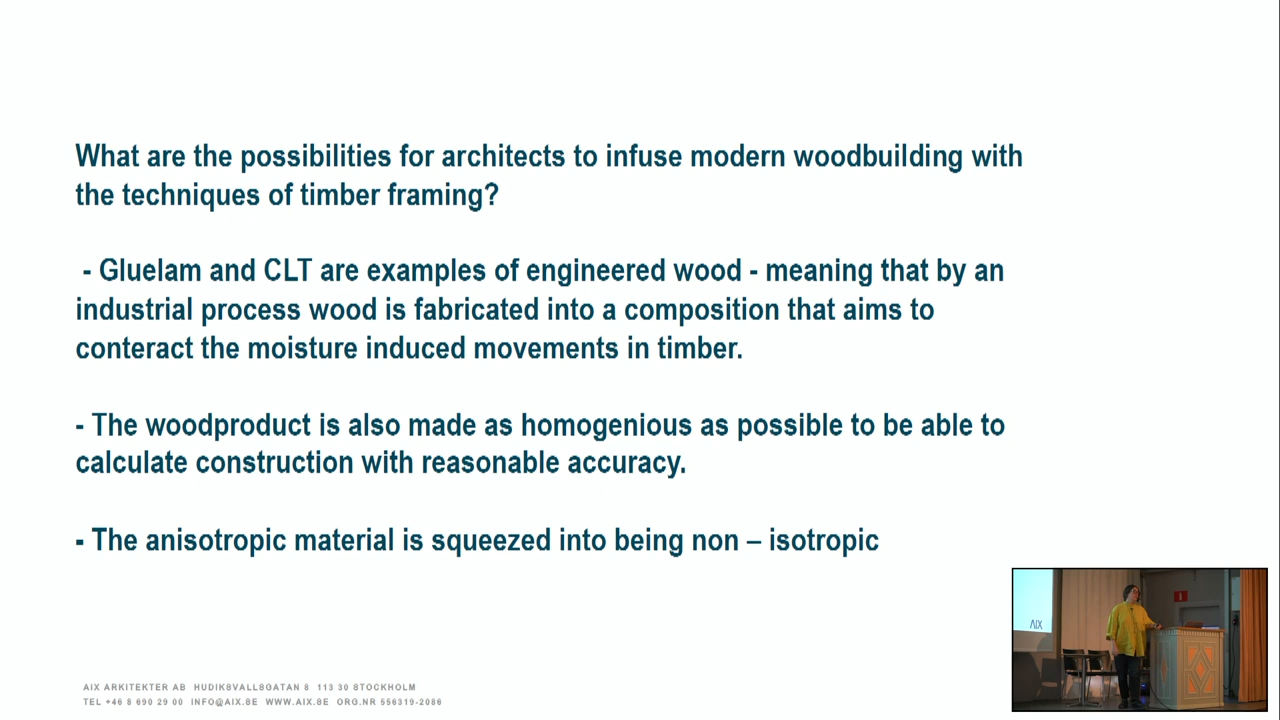 What are the possibilities for architects to infuse modern woodbuilding with
the techniques of timber framing?
- Gluelam and CLT are examples of engineered wood - meaning that by an
industrial process wood is fabricated into a composition that aims to
conteract the moisture induced movements in timber.
- The woodproduct is also made as homogenious as possible to be able to
calculate construction with reasonable accuracy.
- The anisotropic material is squeezed into being non – isotropic
AIX
AIX ARKITEKTER AB HUDIKSVALLSGATAN 8 113 30 STOCKHOLM
TEL +46 8 690 29 00 INFO@AIX.SE WWW.AIX.SE ORG.NR 556319-2086